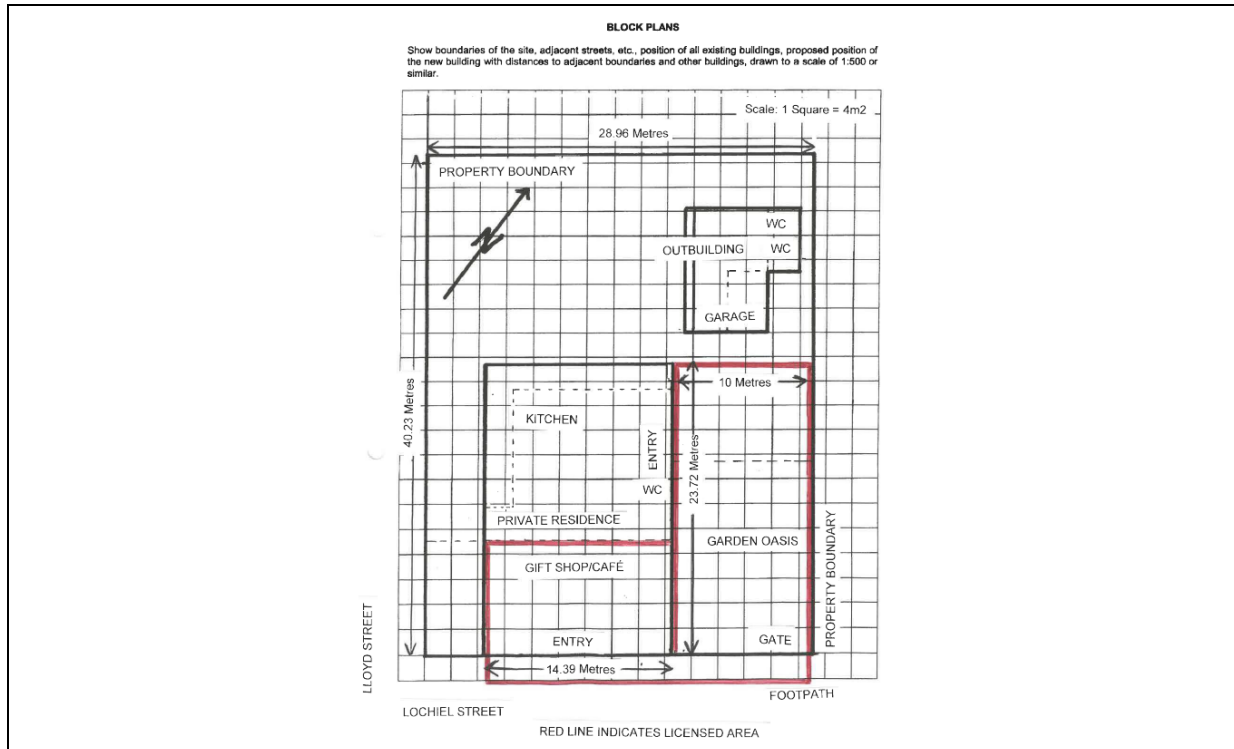 BLOCK PLANS
Show boundaries of the site, adjacent streets, etc., position of all existing buildings, proposed position of
the new building with distances to adjacent boundaries and other buildings, drawn to a scale of 1:500 or
similar.
Scale: 1 Square = 4m2
28.96 Metres
PROPERTY BOUNDARY
N
WC
OUTBUILDING
WC
GARAGE
10 Metres
40.23 Metres
KITCHEN
ENTRY
23.72 Metres
WC
PRIVATE RESIDENCE
GARDEN OASIS
PROPERTY BOUNDARY
GIFT SHOP/CAFÉ
ENTRY
GATE
LLOYD STREET
14.39 Metres
FOOTPATH
LOCHIEL STREET
RED LINE INDICATES LICENSED AREA